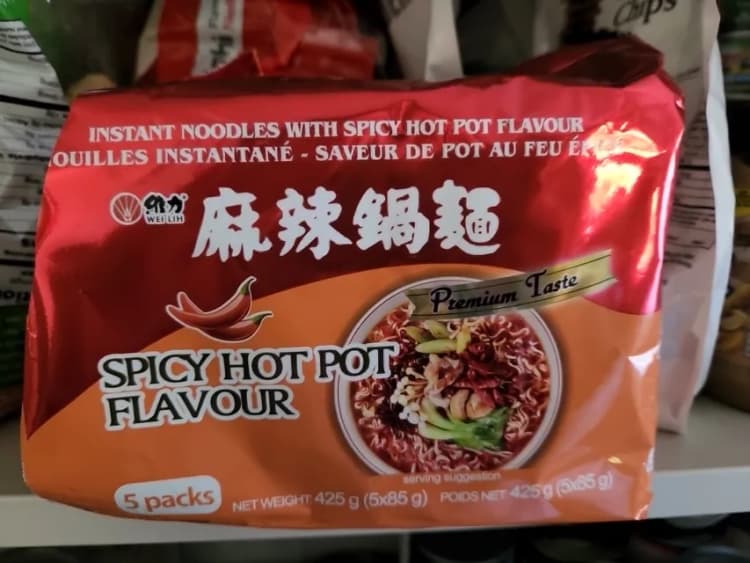 Chips
INSTANT NOODLES WITH SPICY HOT POT FLAVOUR
OUILLES INSTANTANÉ - SAVEUR DE POT AU FEU
維力
WEI LIH
麻辣鍋麵
Premium Taste
SPICY HOT POT
FLAVOUR
serving suggestion
5 packs
NET WEIGHT 425 g (5x85 g) POIDS NET 425 g (5x85 g)